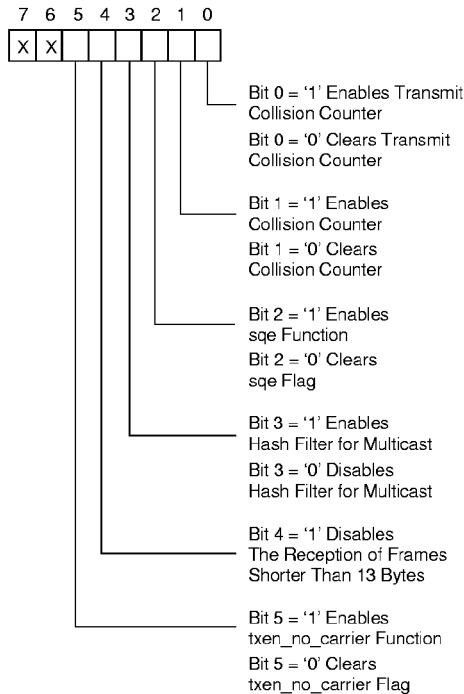 7 6 5 4 3 2 1 0
X X
Bit 0 = ‘1’ Enables Transmit
Collision Counter
Bit 0 = ‘0’ Clears Transmit
Collision Counter
Bit 1 = ‘1’ Enables
Collision Counter
Bit 1 = ‘0’ Clears
Collision Counter
Bit 2 = ‘1’ Enables
sqe Function
Bit 2 = ‘0’ Clears
sqe Flag
Bit 3 = ‘1’ Enables
Hash Filter for Multicast
Bit 3 = ‘0’ Disables
Hash Filter for Multicast
Bit 4 = ‘1’ Disables
The Reception of Frames
Shorter Than 13 Bytes
Bit 5 = ‘1’ Enables
txen_no_carrier Function
Bit 5 = ‘0’ Clears
txen_no_carrier Flag